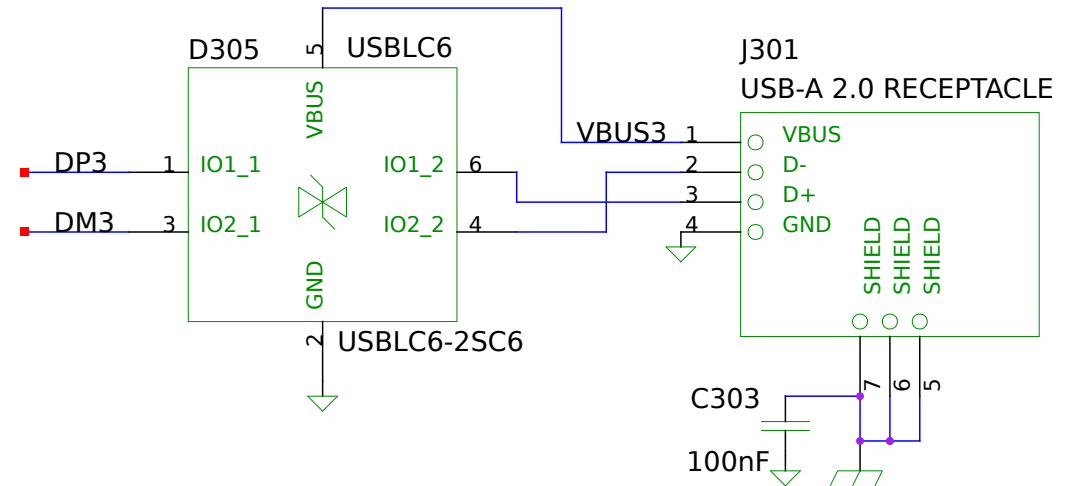 D305
USBLC6
5
VBUS
DP3
1
IO1_1
IO1_2
6
DM3
3
IO2_1
IO2_2
4
GND
2
USBLC6-2SC6
J301
USB-A 2.0 RECEPTACLE
VBUS3
1
VBUS
2
D-
3
D+
4
GND
SHIELD
SHIELD
SHIELD
7
6
5
C303
100nF